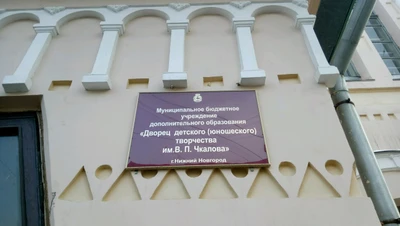 Муниципальное бюджетное
учреждение
дополнительного образования
«Дворец детского (юношеского)
творчества
им.В. П. Чкалова»
г.Нижний Новгород